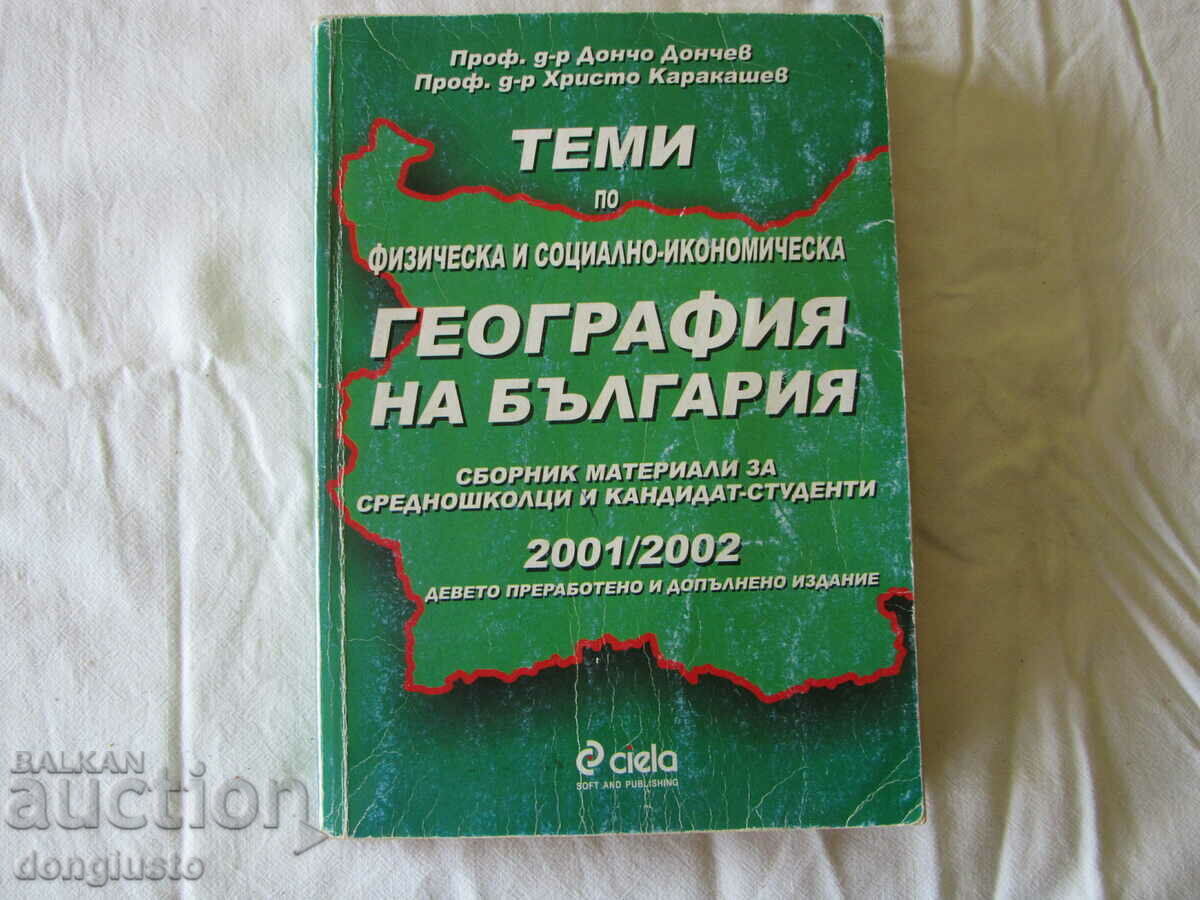 Проф. д-р Дончо Дончев
Проф. д-р Христо Каракашев
ТЕМИ
по
ФИЗИЧЕСКА И СОЦИАЛНО-ИКОНОМИЧЕСКА
ГЕОГРАФИЯ
НА БЪЛГАРИЯ
СБОРНИК МАТЕРИАЛИ ЗА
СРЕДНОШКОЛЦИ И КАНДИДАТ-СТУДЕНТИ
2001/2002
ДЕВЕТО ПРЕРАБОТЕНО И ДОПЪЛНЕНО ИЗДАНИЕ
ciela
SOFT AND PUBLISHING
BALKAN
auction
dongiusto